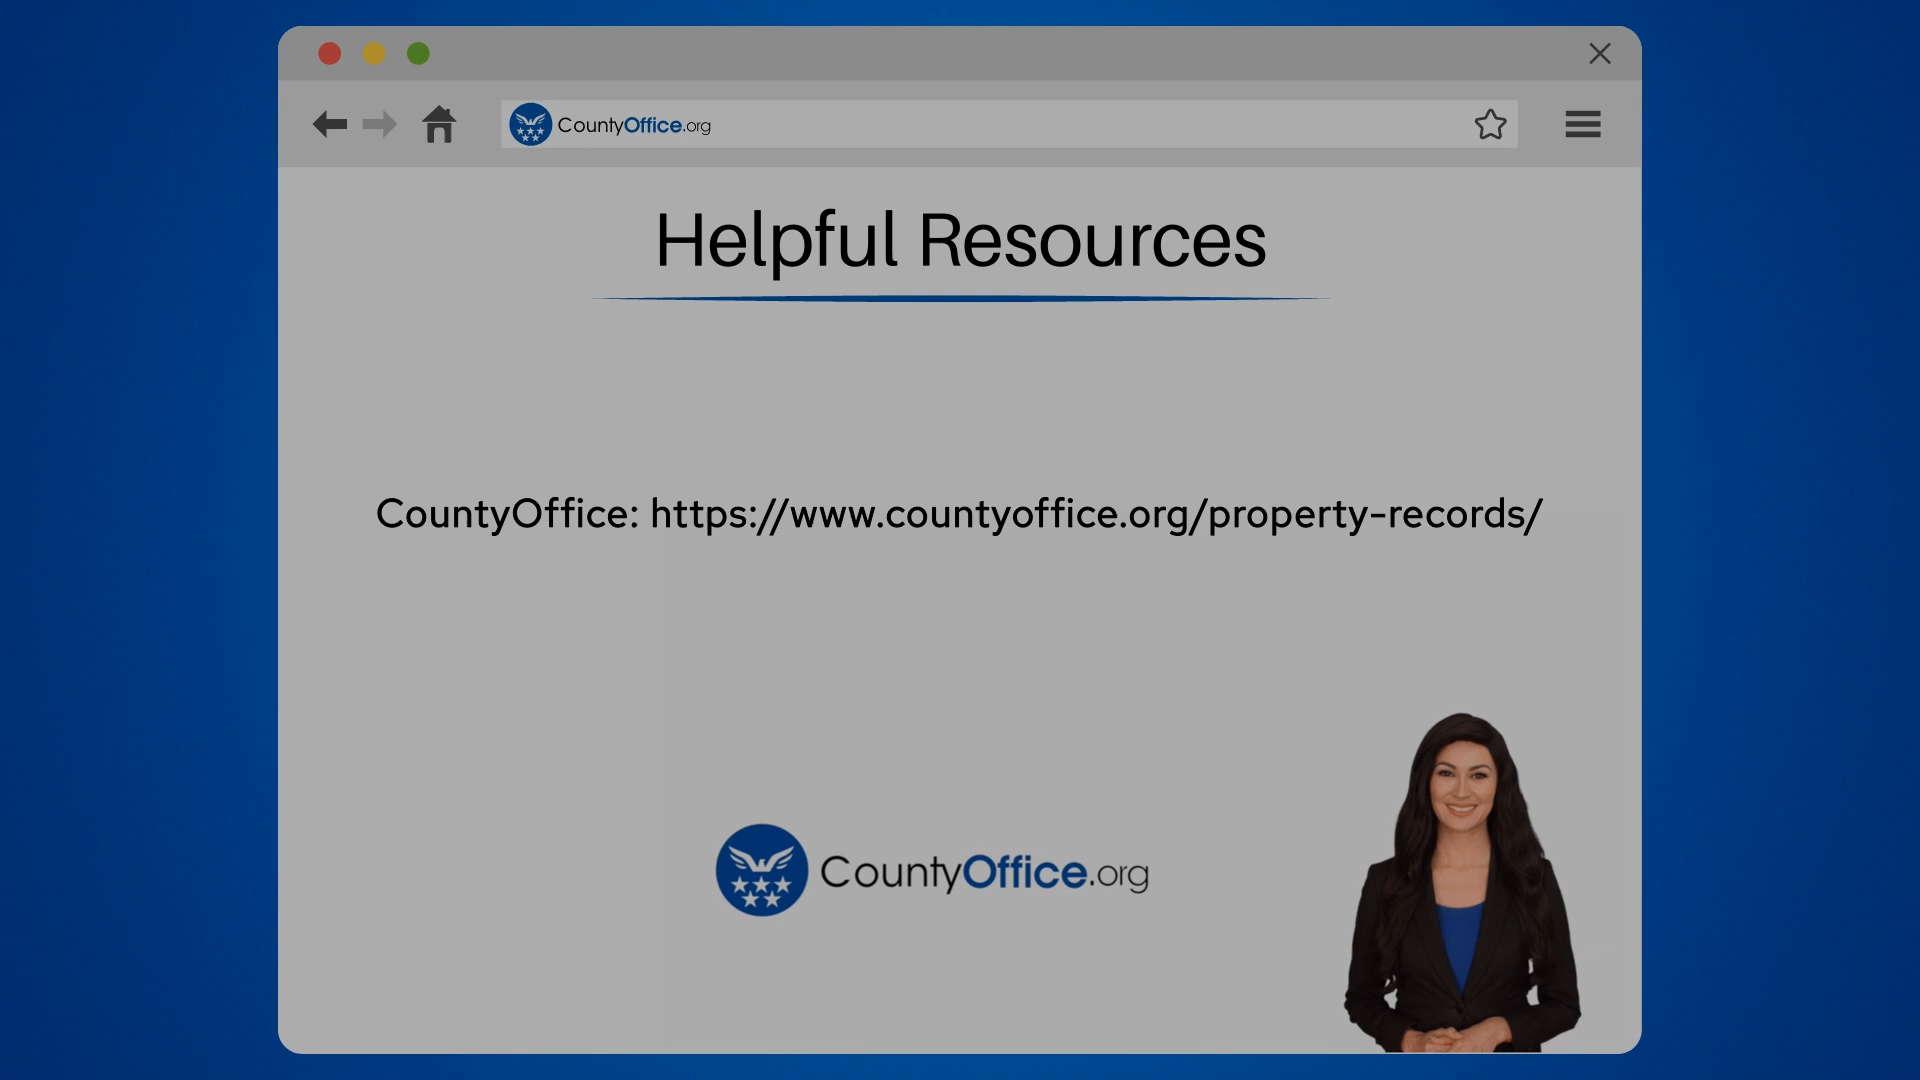 CountyOffice.org
Helpful Resources
CountyOffice: https://www.countyoffice.org/property-records/
CountyOffice.org